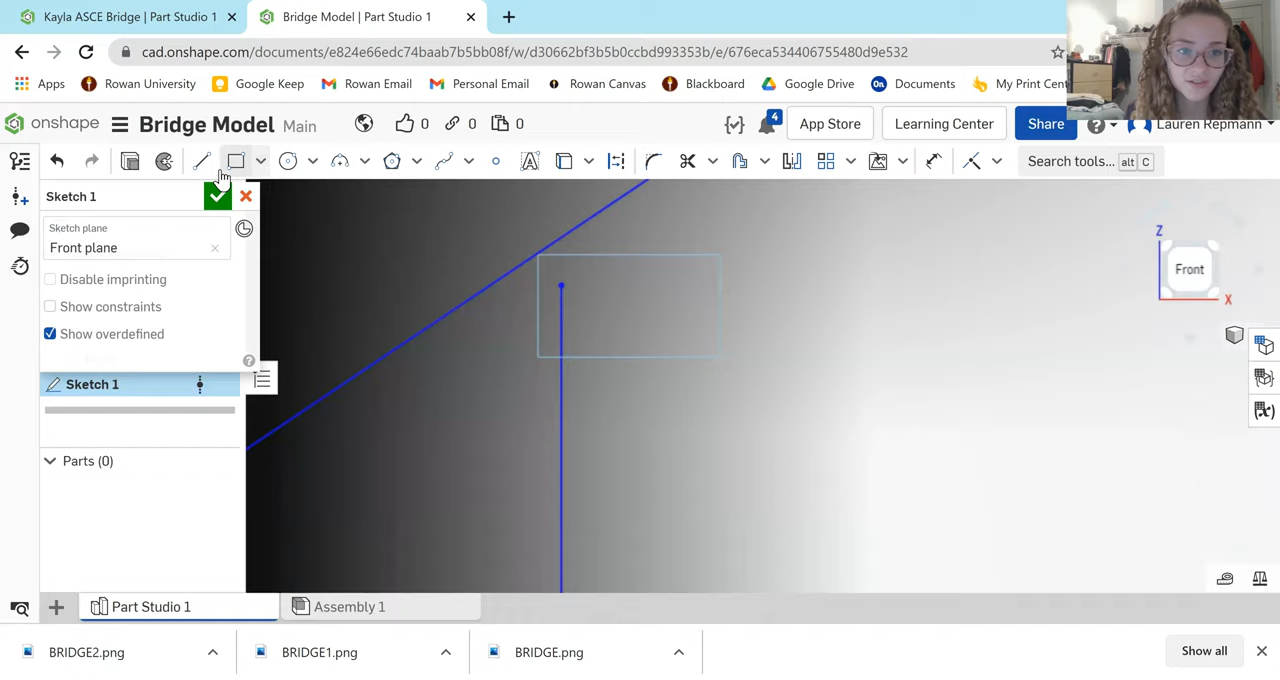 Kayla ASCE Bridge | Part Studio 1
Bridge Model | Part Studio 1
cad.onshape.com/documents/e824eb6edc74baab7b5bb08f/w/d30662bf3b5b0ccbd993353b/e/676eca534406755480d9e532
Apps Rowan University Google Keep Rowan Email Personal Email Rowan Canvas Blackboard Google Drive On Documents My Print Cen
onshape Bridge Model Main 0 0 4 App Store Learning Center Share Lauren Repmann
Search tools... alt C
Sketch 1
Sketch plane
Front plane
Disable imprinting
Show constraints
Show overdefined
Sketch 1
Parts (0)
Z
Front
X
Part Studio 1
Assembly 1
BRIDGE2.png
BRIDGE1.png
BRIDGE.png
Show all